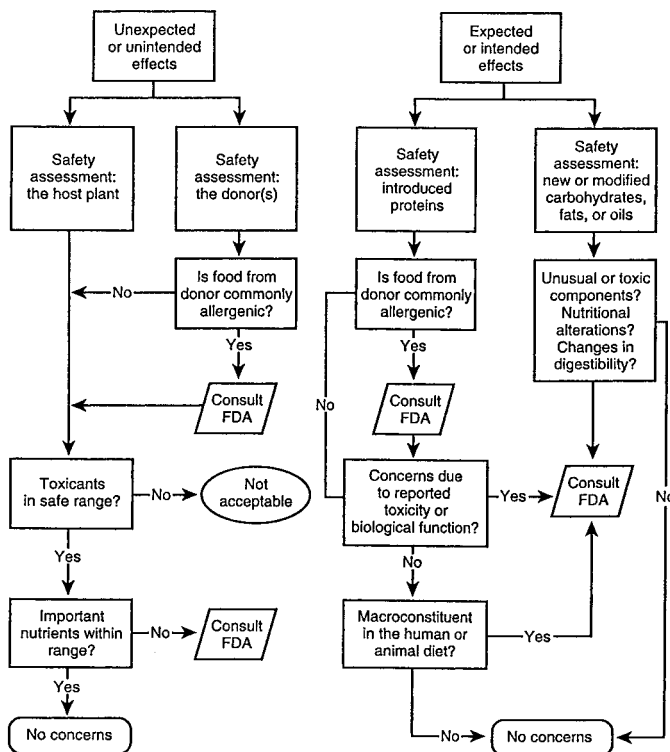 Unexpected
or unintended
effects
Expected
or intended
effects
Safety
assessment:
the host plant
Safety
assessment:
the donor(s)
Safety
assessment:
introduced
proteins
Safety
assessment:
new or modified
carbohydrates,
fats, or oils
No
Is food from
donor commonly
allergenic?
Yes
Consult
FDA
Is food from
donor commonly
allergenic?
Yes
No
Consult
FDA
Unusual or toxic
components?
Nutritional
alterations?
Changes in
digestibility?
Toxicants
in safe range?
No
Not
acceptable
Yes
Concerns due
to reported
toxicity or
biological function?
Yes
Consult
FDA
No
No
Important
nutrients within
range?
No
Consult
FDA
Yes
No concerns
Macroconstituent
in the human or
animal diet?
Yes
No
No concerns